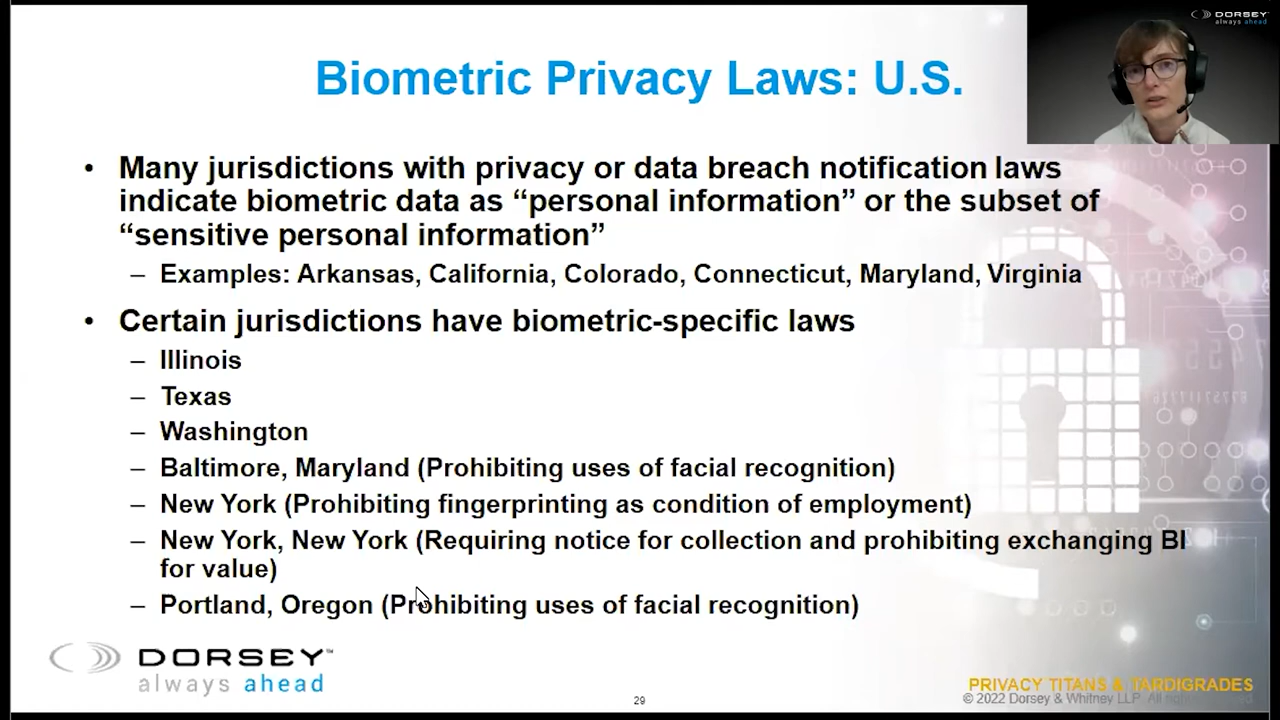 DORSEY
always ahead
Biometric Privacy Laws: U.S.
• Many jurisdictions with privacy or data breach notification laws
indicate biometric data as “personal information” or the subset of
“sensitive personal information”
– Examples: Arkansas, California, Colorado, Connecticut, Maryland, Virginia
• Certain jurisdictions have biometric-specific laws
– Illinois
– Texas
– Washington
– Baltimore, Maryland (Prohibiting uses of facial recognition)
– New York (Prohibiting fingerprinting as condition of employment)
– New York, New York (Requiring notice for collection and prohibiting exchanging BI
for value)
– Portland, Oregon (Prohibiting uses of facial recognition)
DORSEY™
always ahead
29
PRIVACY TITANS & TARDIGRADES
© 2022 Dorsey & Whitney LLP. All rights reserved